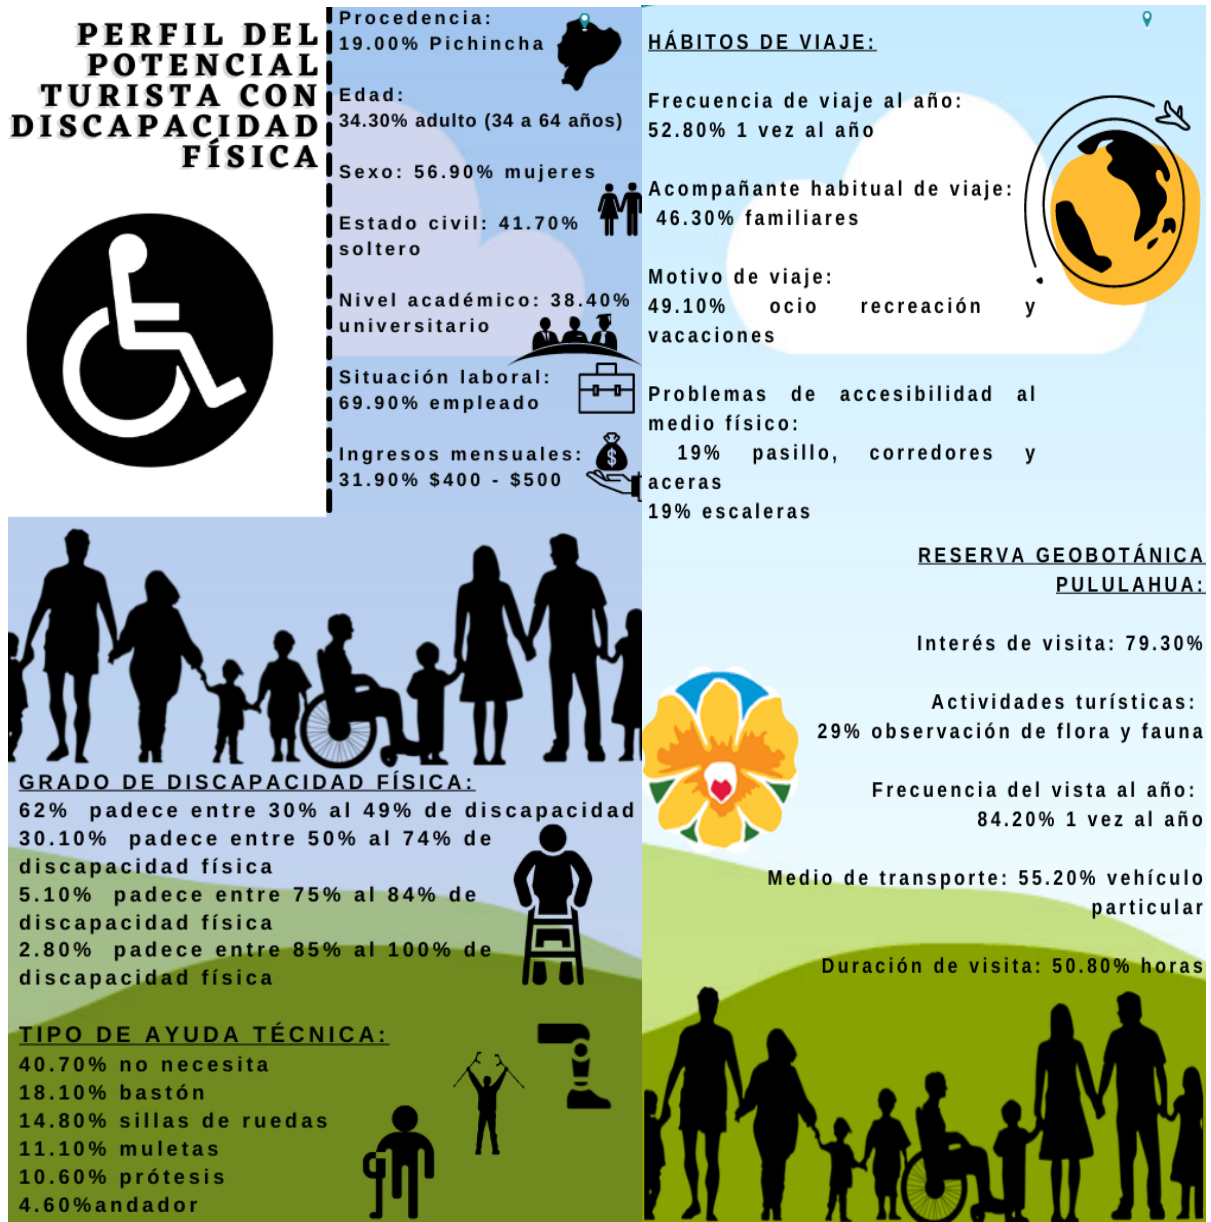 PERFIL DEL
POTENCIAL
TURISTA CON
DISCAPACIDAD
FÍSICA
Procedencia:
19.00% Pichincha
Edad:
34.30% adulto (34 a 64 años)
Sexo: 56.90% mujeres
Estado civil: 41.70%
soltero
Nivel académico: 38.40%
universitario
Situación laboral:
69.90% empleado
Ingresos mensuales:
31.90% $400 - $500
GRADO DE DISCAPACIDAD FÍSICA:
62% padece entre 30% al 49% de discapacidad
30.10% padece entre 50% al 74% de
discapacidad física
5.10% padece entre 75% al 84% de
discapacidad física
2.80% padece entre 85% al 100% de
discapacidad física
TIPO DE AYUDA TÉCNICA:
40.70% no necesita
18.10% bastón
14.80% sillas de ruedas
11.10% muletas
10.60% prótesis
4.60%andador
HÁBITOS DE VIAJE:
Frecuencia de viaje al año:
52.80% 1 vez al año
Acompañante habitual de viaje:
46.30% familiares
Motivo de viaje:
49.10% ocio recreación y
vacaciones
Problemas de accesibilidad al
medio físico:
19% pasillo, corredores y
aceras
19% escaleras
RESERVA GEOBOTÁNICA
PULULAHUA:
Interés de visita: 79.30%
Actividades turísticas:
29% observación de flora y fauna
Frecuencia del vista al año:
84.20% 1 vez al año
Medio de transporte: 55.20% vehículo
particular
Duración de visita: 50.80% horas